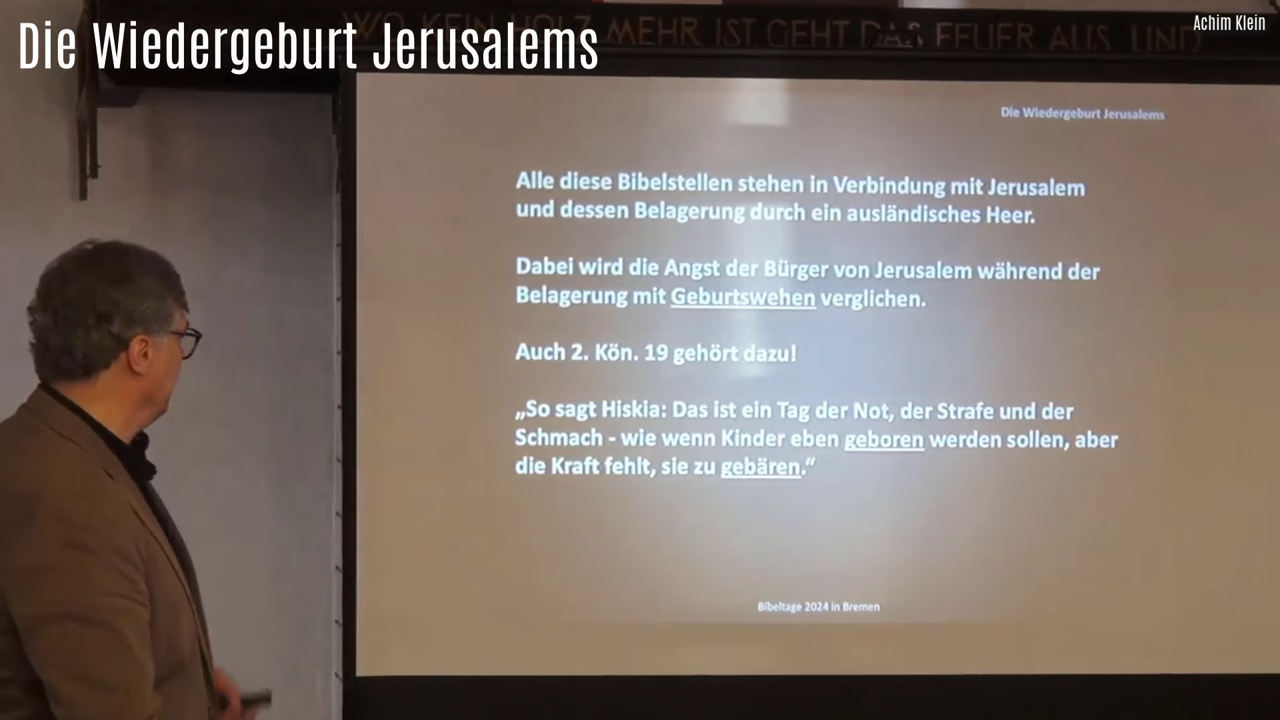 WO KEIN HOLZ MEHR IST GEHT DAS FEUER AUS UND
Achim Klein
Die Wiedergeburt Jerusalems
Die Wiedergeburt Jerusalems
Alle diese Bibelstellen stehen in Verbindung mit Jerusalem
und dessen Belagerung durch ein ausländisches Heer.
Dabei wird die Angst der Bürger von Jerusalem während der
Belagerung mit Geburtswehen verglichen.
Auch 2. Kön. 19 gehört dazu!
„So sagt Hiskia: Das ist ein Tag der Not, der Strafe und der
Schmach - wie wenn Kinder eben geboren werden sollen, aber
die Kraft fehlt, sie zu gebären.“
Bibeltage 2024 in Bremen